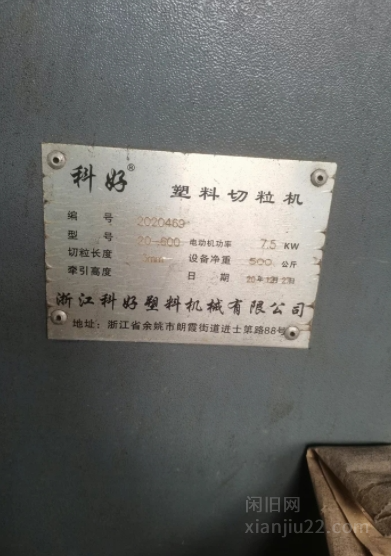 科好® 塑料切粒机
编号 2020469
型号 20-600 电动机功率 7.5 KW
切粒长度 mm 设备净重 500 公斤
牵引高度 日期
浙江科好塑料机械有限公司
地址：浙江省余姚市朗霞街道进士第路88号
闲旧网
xianjiu22.com